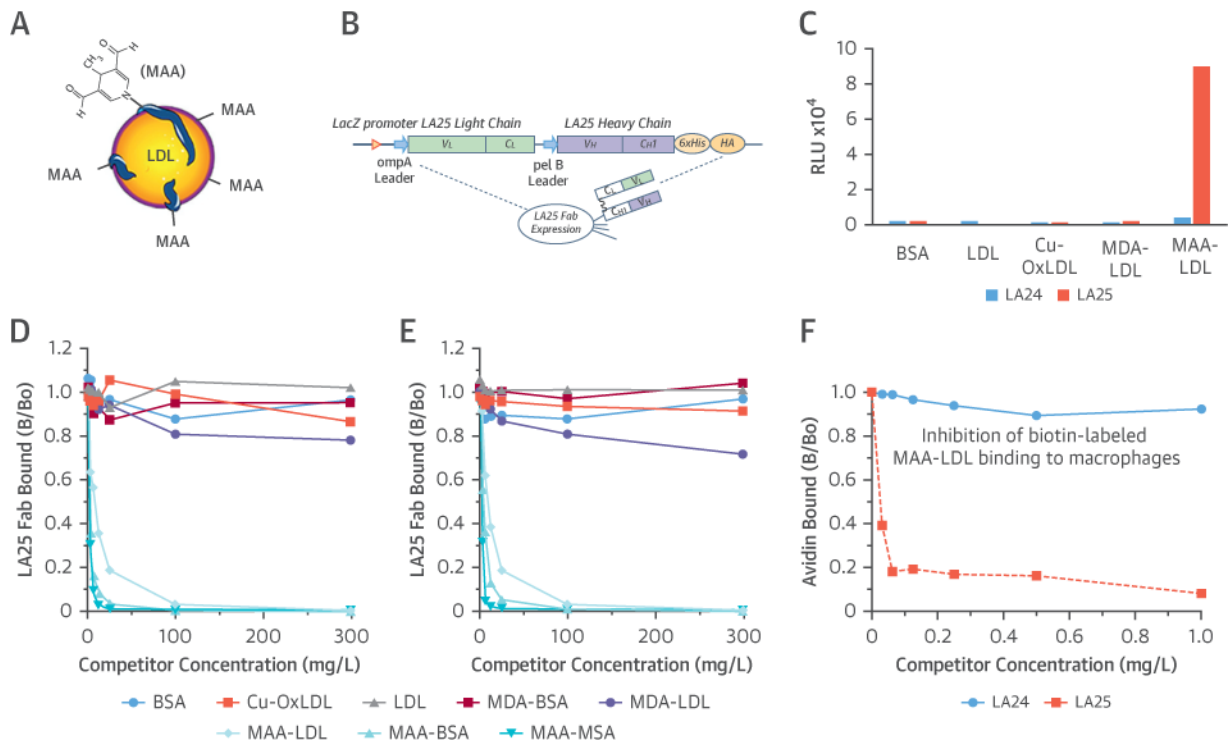 A
O
H
CH3
O
H
N
(MAA)
MAA
LDL
MAA
MAA
MAA
B
LacZ promoter LA25 Light Chain
LA25 Heavy Chain
VL
CL
VH
CH1
6xHis
HA
ompA
Leader
pel B
Leader
CL
VL
CH1
VH
LA25 Fab
Expression
C
RLU x10⁴
10
8
6
4
2
0
BSA
LDL
Cu-
OxLDL
MDA-
LDL
MAA-
LDL
LA24
LA25
D
LA25 Fab Bound (B/Bo)
1.2
1.0
0.8
0.6
0.4
0.2
0
0
100
200
300
Competitor Concentration (mg/L)
E
LA25 Fab Bound (B/Bo)
1.2
1.0
0.8
0.6
0.4
0.2
0
0
100
200
300
Competitor Concentration (mg/L)
BSA
Cu-OxLDL
LDL
MDA-BSA
MDA-LDL
MAA-LDL
MAA-BSA
MAA-MSA
F
Avidin Bound (B/Bo)
1.2
1.0
0.8
0.6
0.4
0.2
0
Inhibition of biotin-labeled
MAA-LDL binding to macrophages
0
0.2
0.4
0.6
0.8
1.0
Competitor Concentration (mg/L)
LA24
LA25